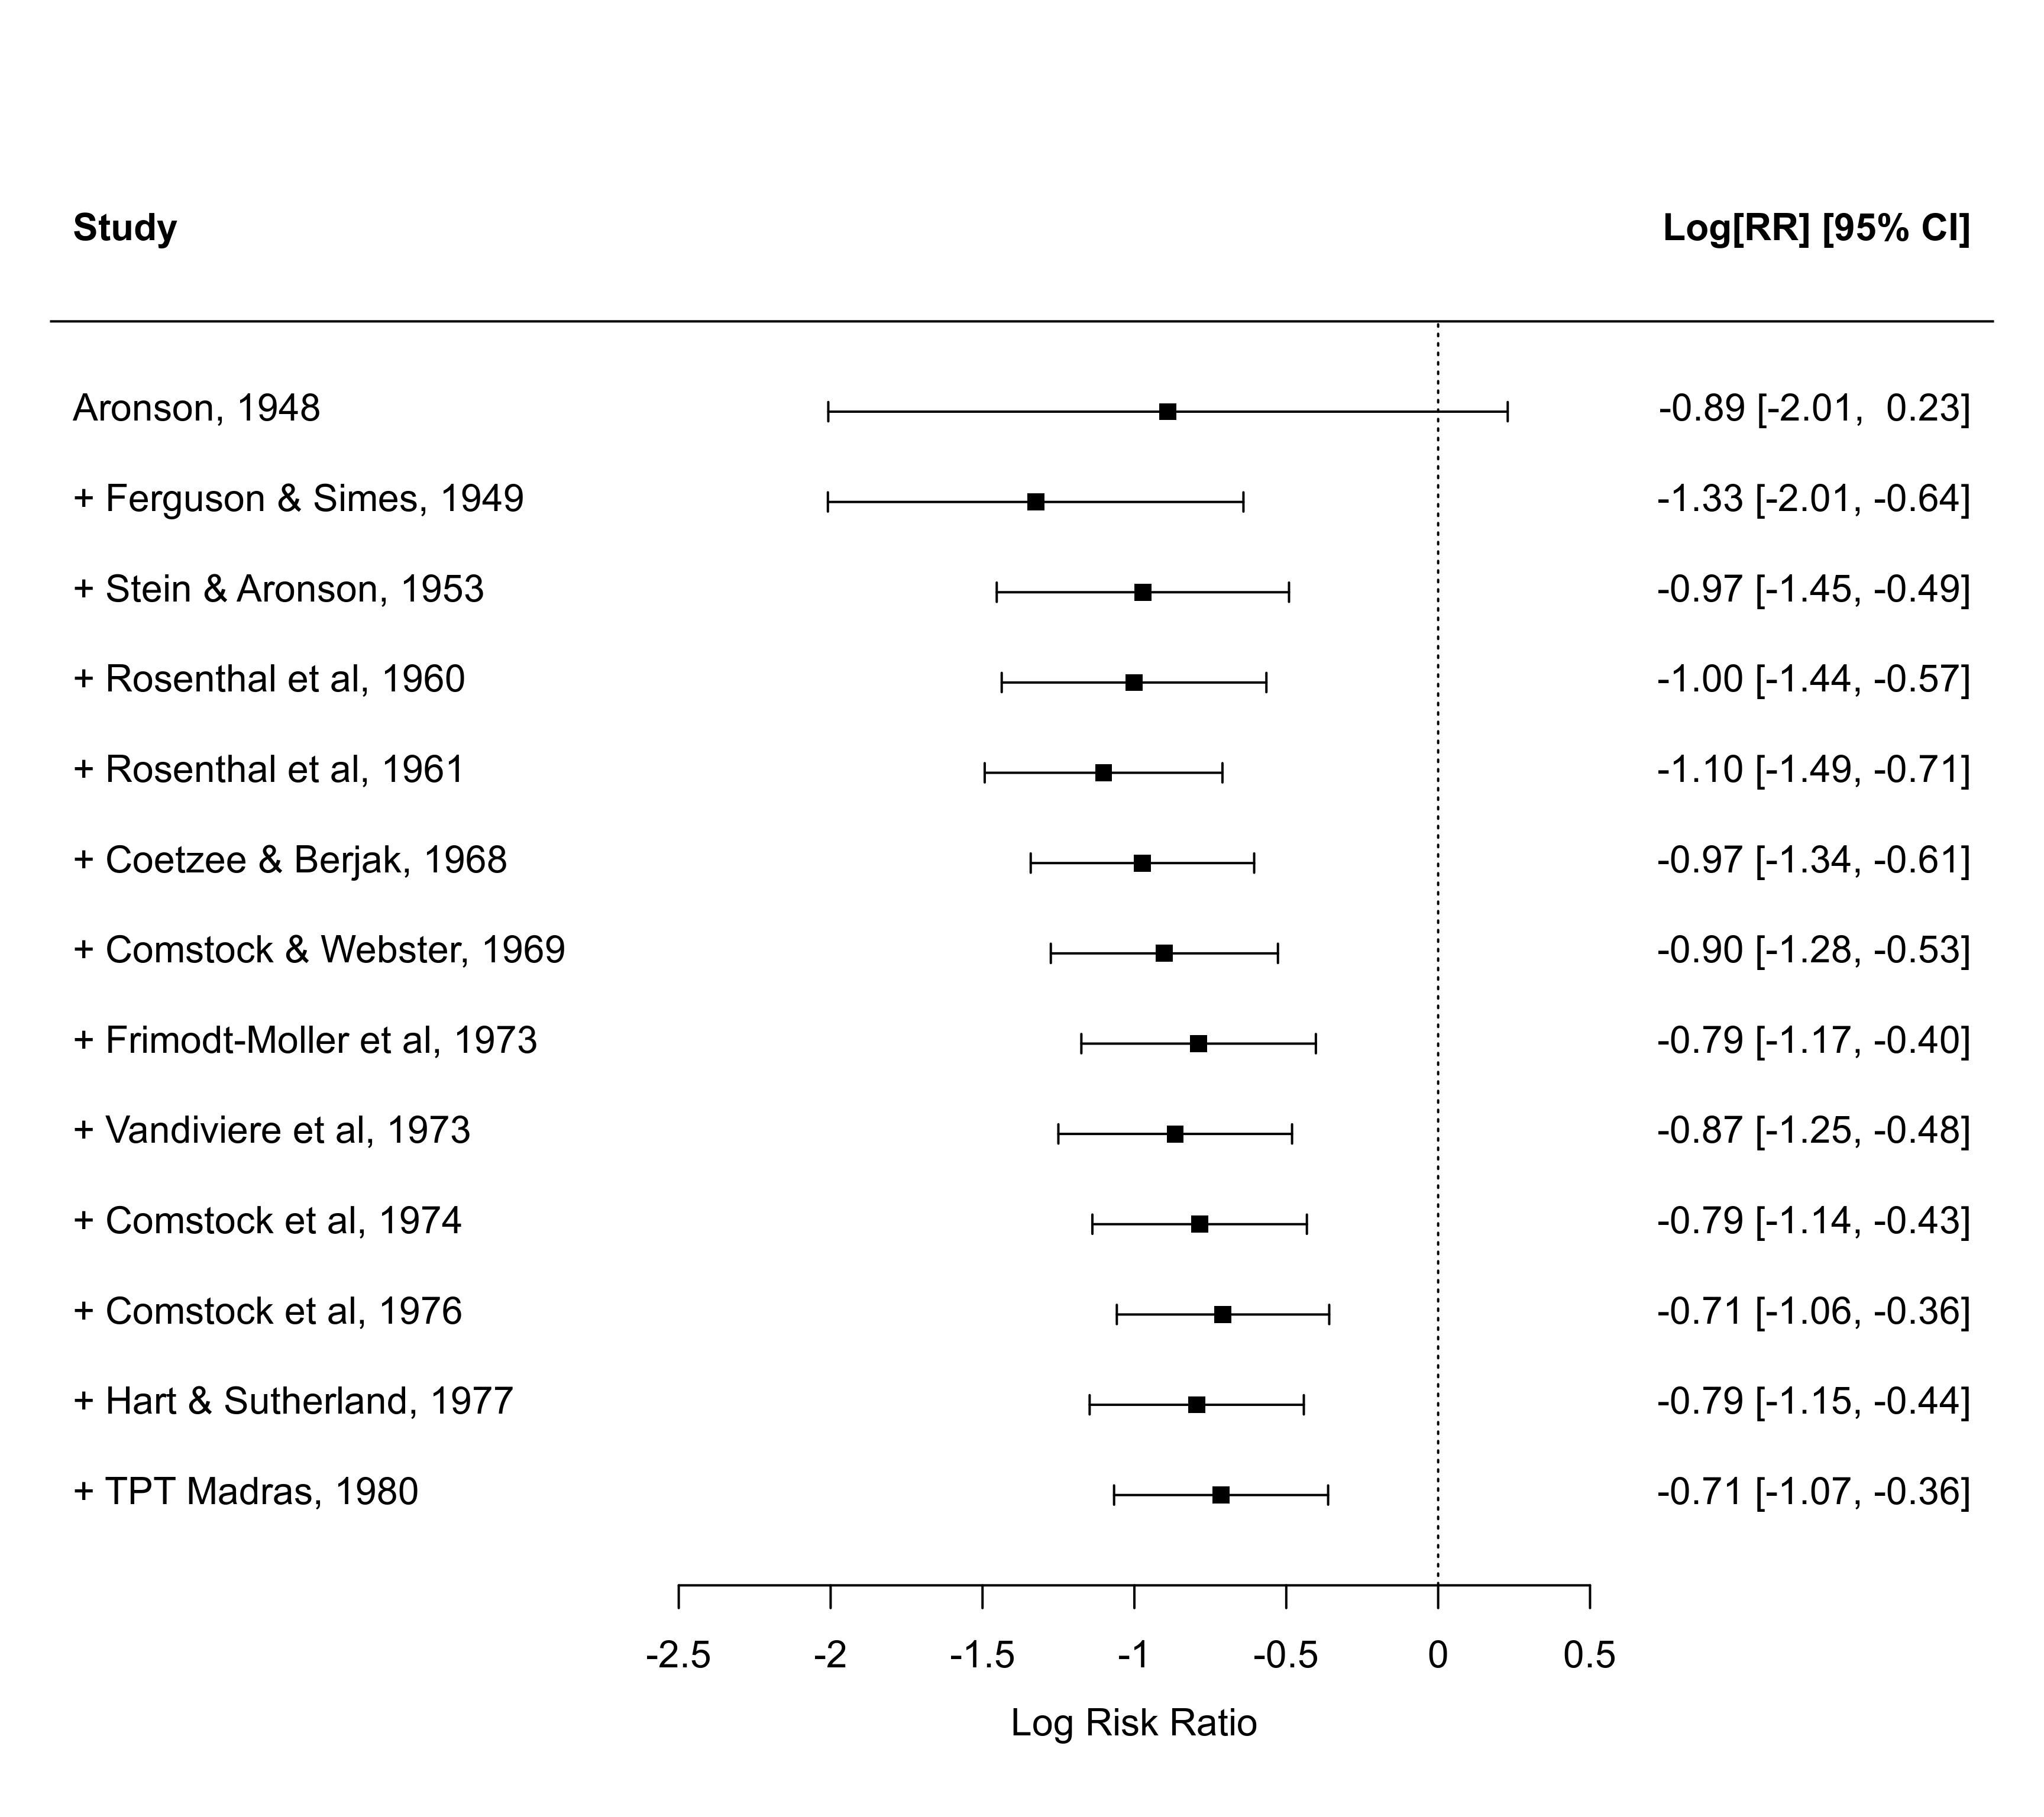 Study Log[RR] [95% CI]
Aronson, 1948 -0.89 [-2.01, 0.23]
+ Ferguson & Simes, 1949 -1.33 [-2.01, -0.64]
+ Stein & Aronson, 1953 -0.97 [-1.45, -0.49]
+ Rosenthal et al, 1960 -1.00 [-1.44, -0.57]
+ Rosenthal et al, 1961 -1.10 [-1.49, -0.71]
+ Coetzee & Berjak, 1968 -0.97 [-1.34, -0.61]
+ Comstock & Webster, 1969 -0.90 [-1.28, -0.53]
+ Frimodt-Moller et al, 1973 -0.79 [-1.17, -0.40]
+ Vandiviere et al, 1973 -0.87 [-1.25, -0.48]
+ Comstock et al, 1974 -0.79 [-1.14, -0.43]
+ Comstock et al, 1976 -0.71 [-1.06, -0.36]
+ Hart & Sutherland, 1977 -0.79 [-1.15, -0.44]
+ TPT Madras, 1980 -0.71 [-1.07, -0.36]
-2.5 -2 -1.5 -1 -0.5 0 0.5
Log Risk Ratio